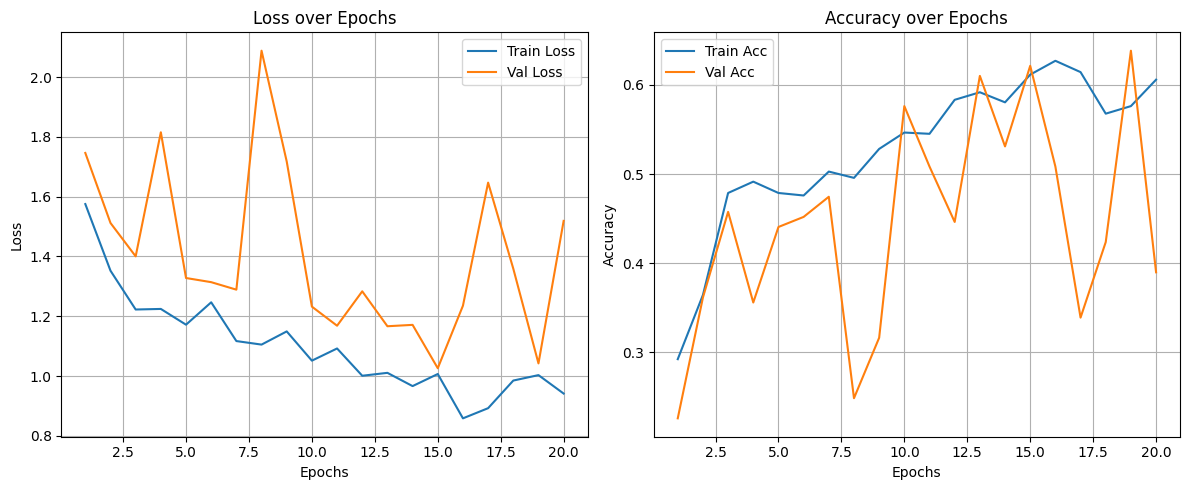 Loss over Epochs
Train Loss
Val Loss
2.0
1.8
1.6
1.4
1.2
1.0
0.8
Loss
2.5 5.0 7.5 10.0 12.5 15.0 17.5 20.0
Epochs
Accuracy over Epochs
Train Acc
Val Acc
0.6
0.5
0.4
0.3
Accuracy
2.5 5.0 7.5 10.0 12.5 15.0 17.5 20.0
Epochs